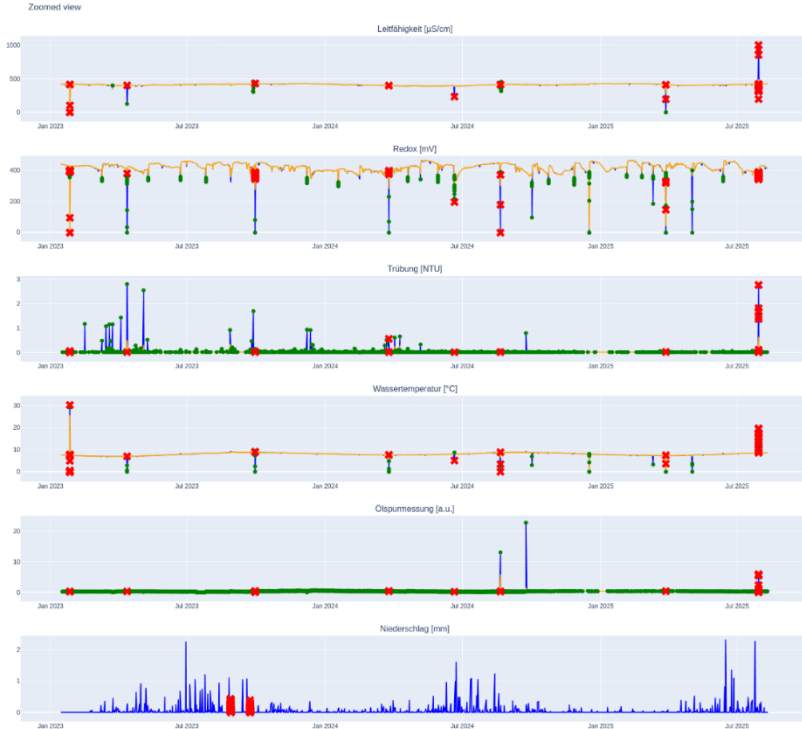 Zoomed view
Leitfähigkeit [µS/cm]
1000
500
0
Jan 2023 Jul 2023 Jan 2024 Jul 2024 Jan 2025 Jul 2025
Redox [mV]
400
200
0
Jan 2023 Jul 2023 Jan 2024 Jul 2024 Jan 2025 Jul 2025
Trübung [NTU]
3
2
1
0
Jan 2023 Jul 2023 Jan 2024 Jul 2024 Jan 2025 Jul 2025
Wassertemperatur [°C]
30
20
10
0
Jan 2023 Jul 2023 Jan 2024 Jul 2024 Jan 2025 Jul 2025
Ölspurmessung [a.u.]
20
10
0
Jan 2023 Jul 2023 Jan 2024 Jul 2024 Jan 2025 Jul 2025
Niederschlag [mm]
2
1
0
Jan 2023 Jul 2023 Jan 2024 Jul 2024 Jan 2025 Jul 2025